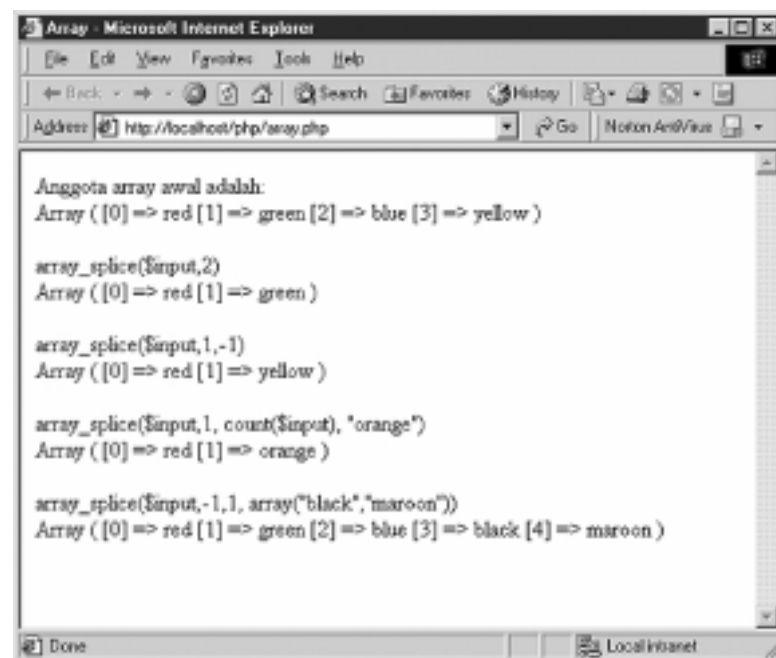 Array - Microsoft Internet Explorer
File Edit View Favorites Tools Help
Back Search Favorites History
Address http://localhost/php/array.php Go Norton AntiVirus
Anggota array awal adalah:
Array ( [0] => red [1] => green [2] => blue [3] => yellow )
array_splice($input,2)
Array ( [0] => red [1] => green )
array_splice($input,1,-1)
Array ( [0] => red [1] => yellow )
array_splice($input,1, count($input), "orange")
Array ( [0] => red [1] => orange )
array_splice($input,-1,1, array("black","maroon"))
Array ( [0] => red [1] => green [2] => blue [3] => black [4] => maroon )
Done Local intranet